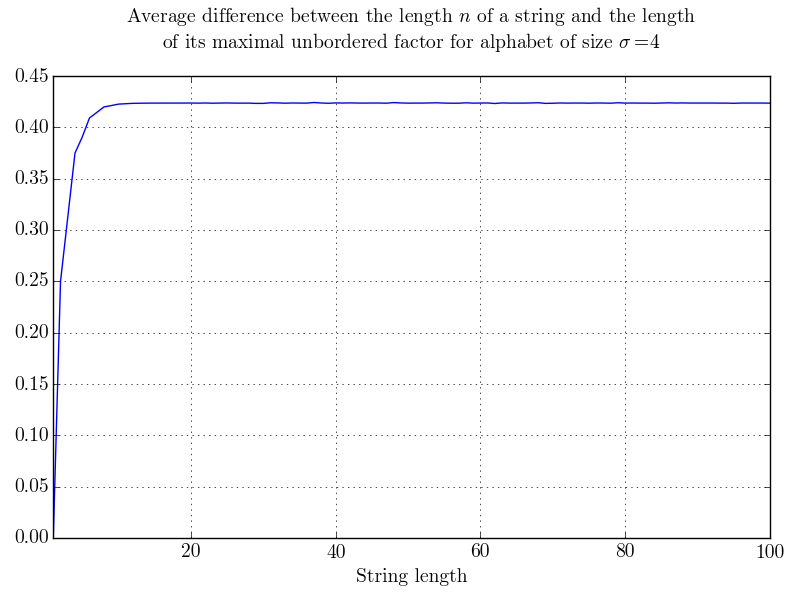 Average difference between the length n of a string and the length
of its maximal unbordered factor for alphabet of size σ=4
0.45
0.40
0.35
0.30
0.25
0.20
0.15
0.10
0.05
0.00
20 40 60 80 100
String length